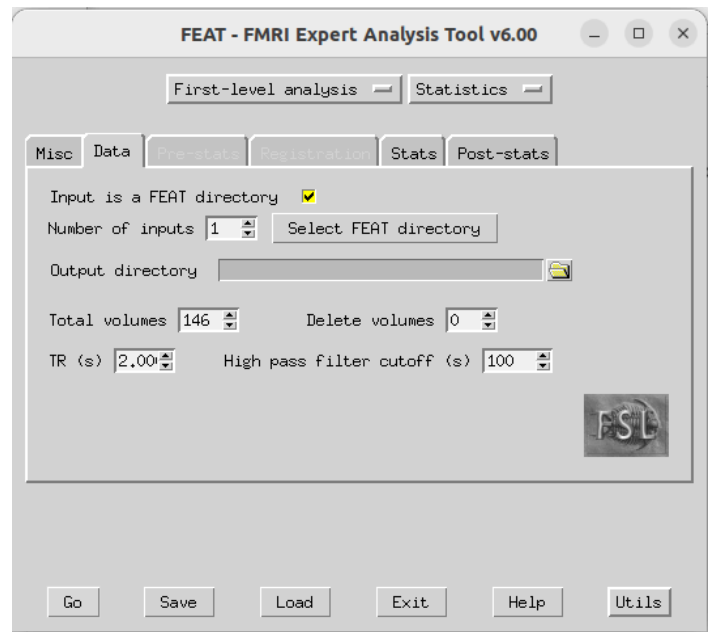 FEAT - FMRI Expert Analysis Tool v6.00
First-level analysis Statistics
Misc Data Pre-stats Registration Stats Post-stats
Input is a FEAT directory
Number of inputs 1 Select FEAT directory
Output directory
Total volumes 146 Delete volumes 0
TR (s) 2.00 High pass filter cutoff (s) 100
FSL
Go Save Load Exit Help Utils